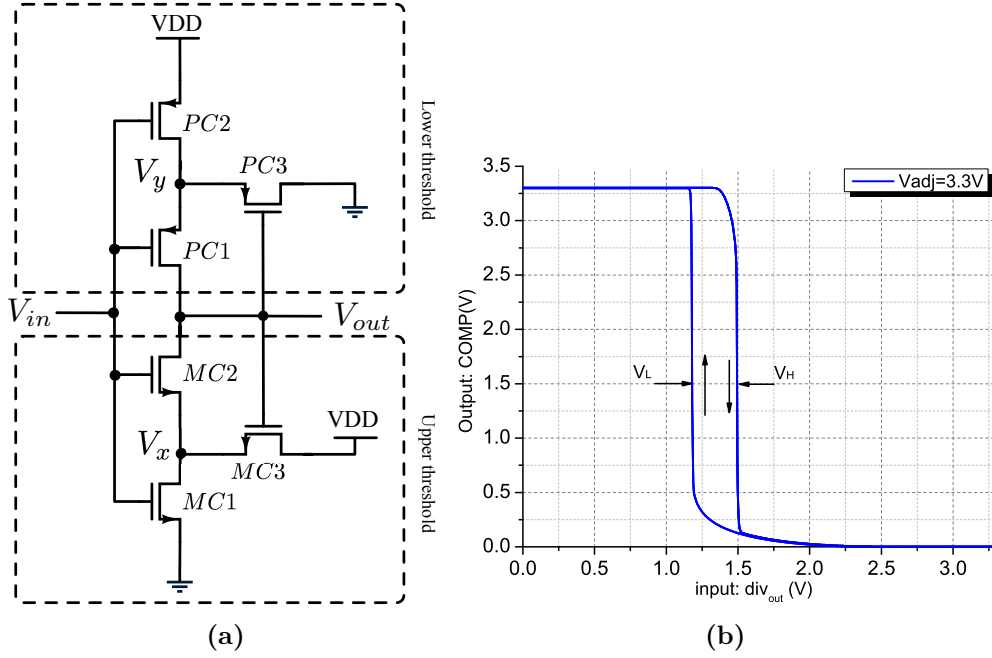 VDD
PC2
V_y
PC3
PC1
Lower threshold
V_in
V_out
MC2
VDD
V_x
MC3
MC1
Upper threshold
(a)
Vadj=3.3V
3.5
3.0
2.5
2.0
1.5
1.0
0.5
0.0
Output: COMP(V)
VL
VH
0.0 0.5 1.0 1.5 2.0 2.5 3.0
input: div_out (V)
(b)